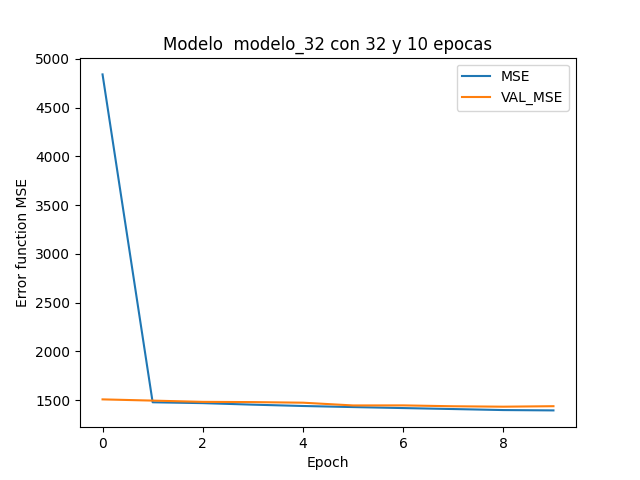 Modelo  modelo_32 con 32 y 10 epocas
MSE
VAL_MSE
Error function MSE
5000
4500
4000
3500
3000
2500
2000
1500
0 2 4 6 8
Epoch